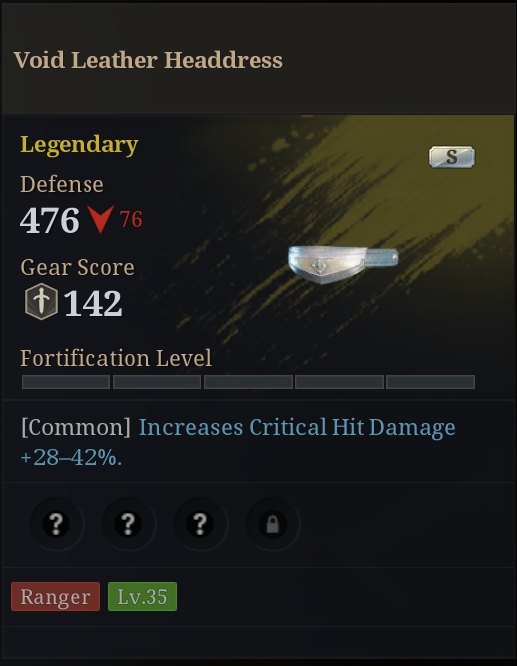 Void Leather Headdress
Legendary
S
Defense
476 76
Gear Score
142
Fortification Level
[Common] Increases Critical Hit Damage
+28–42%.
? ? ?
Ranger Lv.35